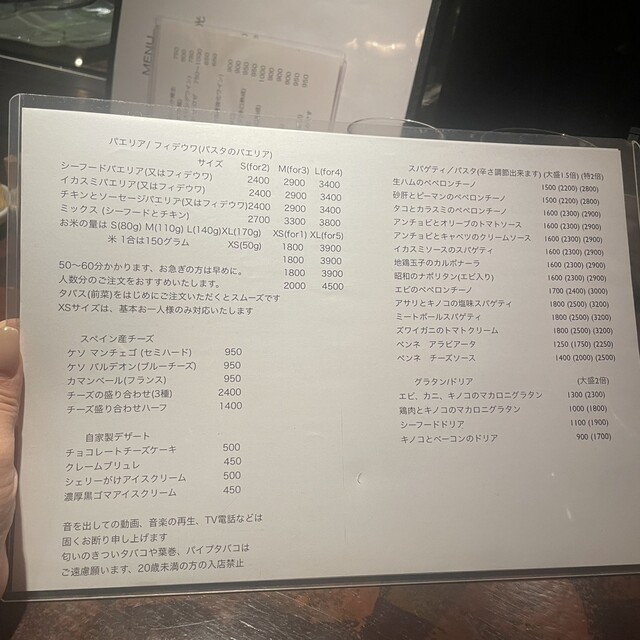 MENU
パエリア/ フィデウワ(パスタのパエリア)
サイズ S(for2) M(for3) L(for4)
シーフードパエリア(又はフィデウワ) 2400 2900 3400
イカスミパエリア(又はフィデウワ) 2400 2900 3400
チキンとソーセージパエリア(又はフィデウワ)2400 2900 3400
ミックス (シーフードとチキン) 2700 3300 3800
お米の量は S(80g) M(110g) L(140g)XL(170g) XS(for1) XL(for5)
米 1合は150グラム XS(50g) 1800 3900
1800 3900
50〜60分かかります、お急ぎの方は早めに。 1800 3900
人数分のご注文をおすすめいたします。 2000 4500
タパス(前菜)をはじめにご注文いただくとスムーズです
XSサイズは、基本お一人様のみ対応いたします
スペイン産チーズ
ケソ マンチェゴ (セミハード) 950
ケソ バルデオン(ブルーチーズ) 950
カマンベール(フランス) 950
チーズの盛り合わせ(3種) 2400
チーズ盛り合わせハーフ 1400
自家製デザート
チョコレートチーズケーキ 500
クレームブリュレ 450
シェリーがけアイスクリーム 500
濃厚黒ゴマアイスクリーム 450
音を出しての動画、音楽の再生、TV電話などは
固くお断り申し上げます
匂いのきついタバコや葉巻、パイプタバコは
ご遠慮願います、20歳未満の方の入店禁止
スパゲティ／パスタ(辛さ調節出来ます) (大盛1.5倍) (特2倍)
生ハムのペペロンチーノ 1500 (2200) (2800)
砂肝とピーマンのペペロンチーノ 1500 (2200) (2800)
タコとカラスミのペペロンチーノ 1600 (2300) (2900)
アンチョビとオリーブのトマトソース 1600 (2300) (2900)
アンチョビとキャベツのクリームソース 1600 (2300) (2900)
イカスミソースのスパゲティ 1600 (2300) (2900)
地鶏玉子のカルボナーラ 1600 (2300) (2900)
昭和のナポリタン(エビ入り) 1600 (2300) (2900)
エビのペペロンチーノ 1700 (2400) (3000)
アサリとキノコの塩味スパゲティ 1800 (2500) (3200)
ミートボールスパゲティ 1800 (2500) (3200)
ズワイガニのトマトクリーム 1800 (2500) (3200)
ペンネ アラビアータ 1250 (1750) (2250)
ペンネ チーズソース 1400 (2000) (2500)
グラタン/ドリア (大盛2倍)
エビ、カニ、キノコのマカロニグラタン 1300 (2300)
鶏肉とキノコのマカロニグラタン 1000 (1800)
シーフードドリア 1100 (1900)
キノコとベーコンのドリア 900 (1700)